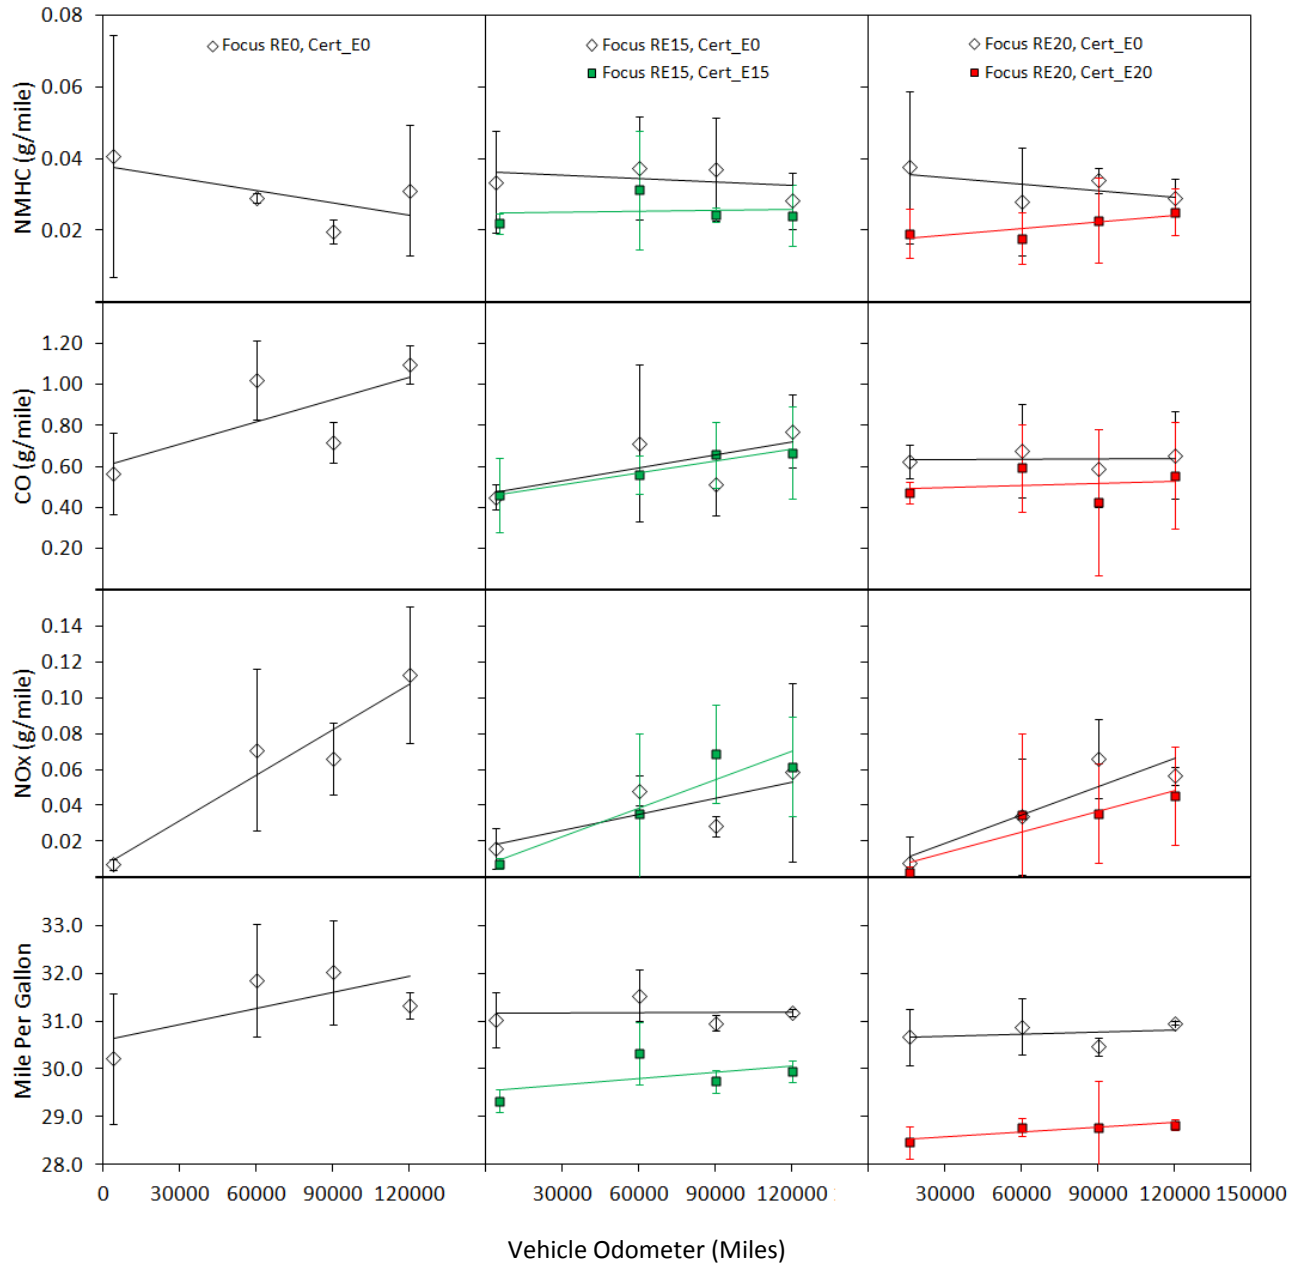 0.08
0.06
0.04
0.02
NMHC (g/mile)
Focus RE0, Cert_E0
Focus RE15, Cert_E0
Focus RE15, Cert_E15
Focus RE20, Cert_E0
Focus RE20, Cert_E20
1.20
1.00
0.80
0.60
0.40
0.20
CO (g/mile)
0.14
0.12
0.10
0.08
0.06
0.04
0.02
NOx (g/mile)
33.0
32.0
31.0
30.0
29.0
28.0
Mile Per Gallon
0 30000 60000 90000 120000 30000 60000 90000 120000 30000 60000 90000 120000 150000
Vehicle Odometer (Miles)